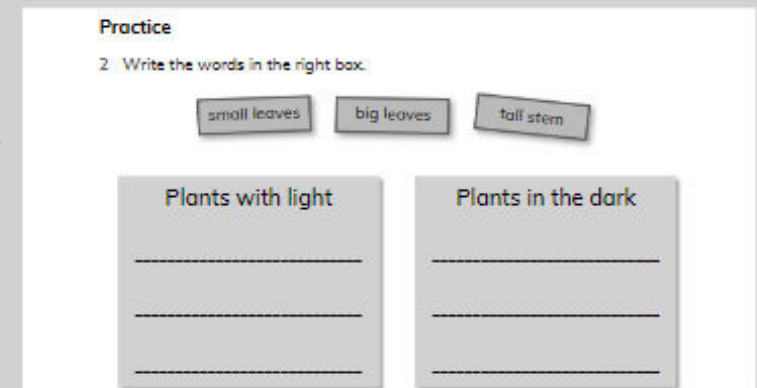 Practice
2 Write the words in the right box.
small leaves big leaves tall stem
Plants with light Plants in the dark